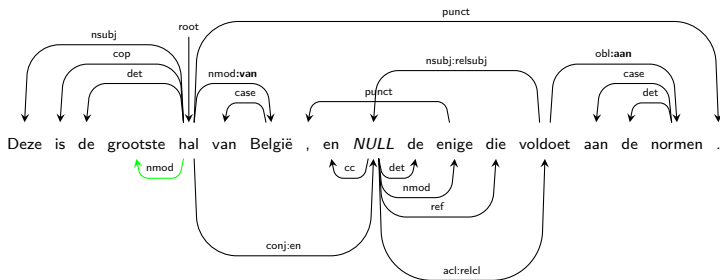 punct
root
nsubj
cop
nsubj:relsubj
obl:aan
det
nmod:van
case
case
punct
det
Deze is de grootste hal van België , en NULL de enige die voldoet aan de normen .
nmod
cc
det
nmod
ref
conj:en
acl:relcl